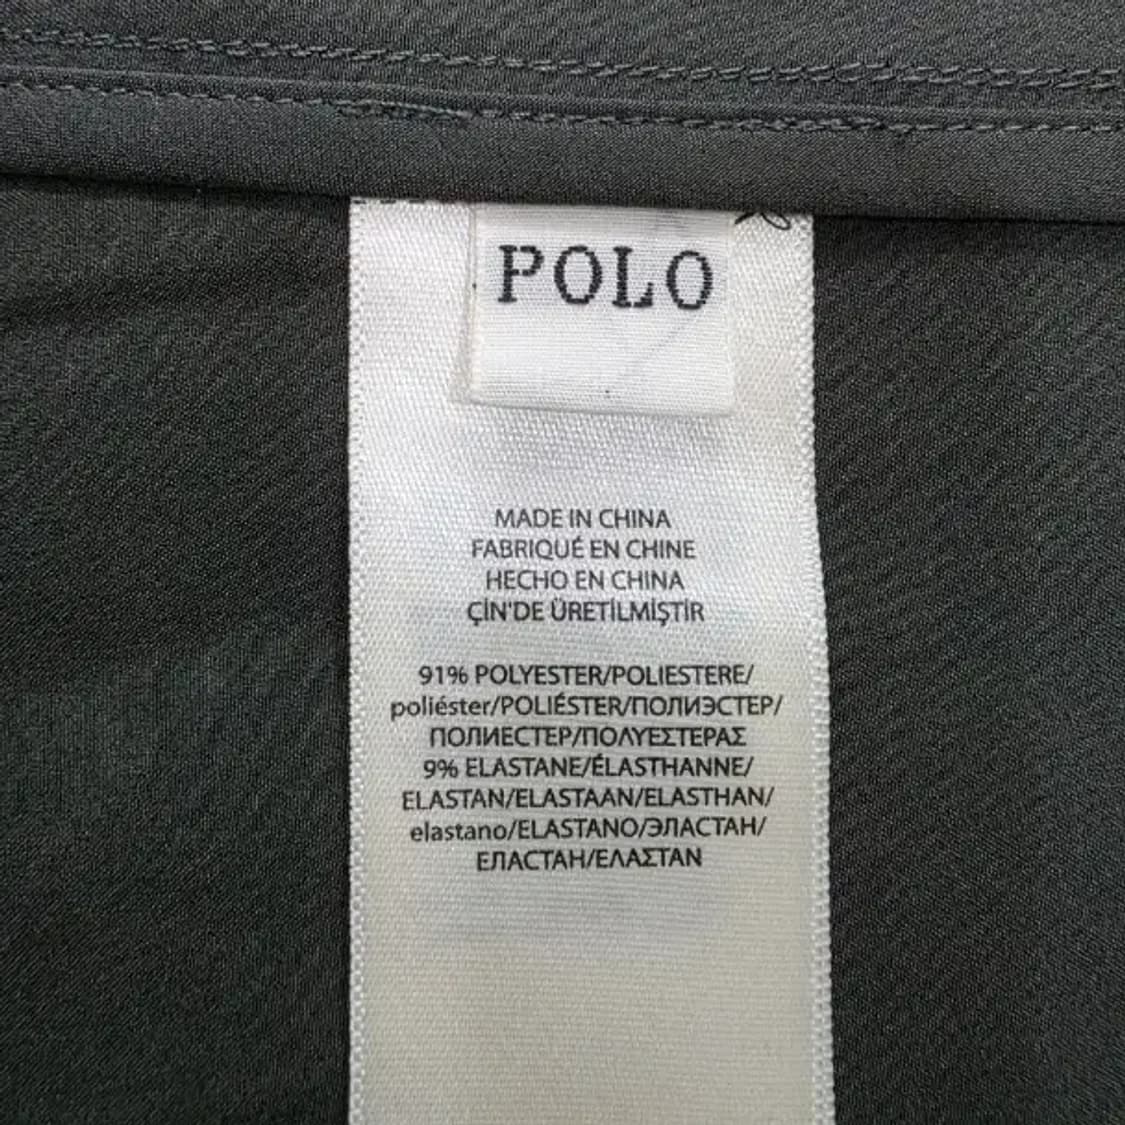 POLO
MADE IN CHINA
FABRIQUÉ EN CHINE
HECHO EN CHINA
ÇİN'DE ÜRETİLMİŞTİR
91% POLYESTER/POLIESTERE/
poliéster/POLIÉSTER/ПОЛИЭСТЕР/
ПОЛИЕСТЕР/ΠΟΛΥΕΣΤΕΡΑΣ
9% ELASTANE/ÉLASTHANNE/
ELASTAN/ELASTAAN/ELASTHAN/
elastano/ELASTANO/ЭЛАСТАН/
ЕЛАСТАН/ΕΛΑΣΤΑΝ